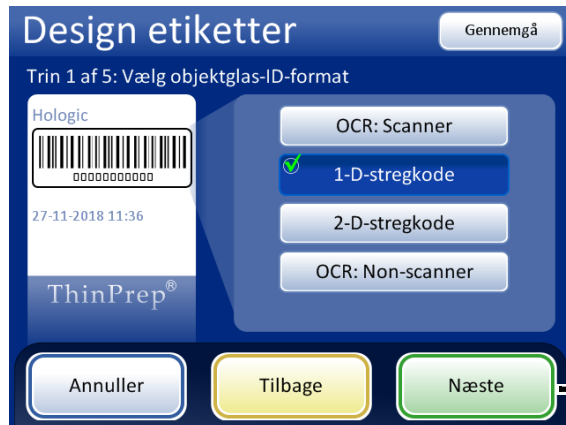 Design etiketter
Gennemgå
Trin 1 af 5: Vælg objektglas-ID-format
Hologic
00000000000
27-11-2018 11:36
ThinPrep®
OCR: Scanner
1-D-stregkode
2-D-stregkode
OCR: Non-scanner
Annuller
Tilbage
Næste